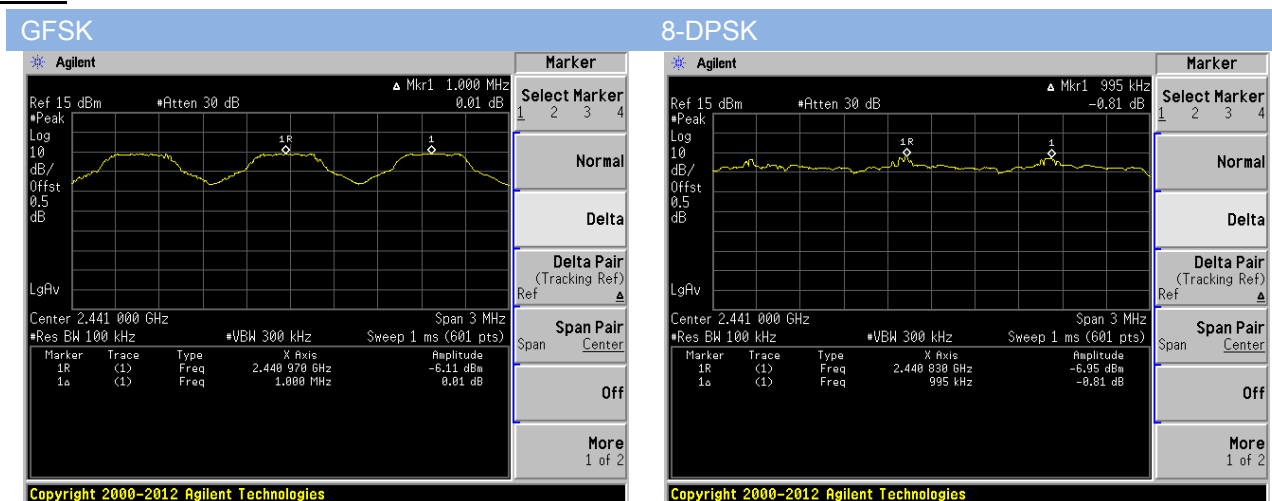 GFSK
Agilent
Marker
Δ Mkr1 1.000 MHz
Ref 15 dBm #Atten 30 dB 0.01 dB
#Peak
Log
10
dB/
Offst
0.5
dB
LgAv
1R
1
Center 2.441 000 GHz Span 3 MHz
#Res BW 100 kHz #VBW 300 kHz Sweep 1 ms (601 pts)
Marker Trace Type X Axis Amplitude
1R (1) Freq 2.440 970 GHz -6.11 dBm
1Δ (1) Freq 1.000 MHz 0.01 dB
Select Marker
1 2 3 4
Normal
Delta
Delta Pair
(Tracking Ref)
Ref Δ
Span Pair
Span Center
Off
More
1 of 2
Copyright 2000-2012 Agilent Technologies
8-DPSK
Agilent
Marker
Δ Mkr1 995 kHz
Ref 15 dBm #Atten 30 dB -0.81 dB
#Peak
Log
10
dB/
Offst
0.5
dB
LgAv
1R
1
Center 2.441 000 GHz Span 3 MHz
#Res BW 100 kHz #VBW 300 kHz Sweep 1 ms (601 pts)
Marker Trace Type X Axis Amplitude
1R (1) Freq 2.440 830 GHz -6.95 dBm
1Δ (1) Freq 995 kHz -0.81 dB
Select Marker
1 2 3 4
Normal
Delta
Delta Pair
(Tracking Ref)
Ref Δ
Span Pair
Span Center
Off
More
1 of 2
Copyright 2000-2012 Agilent Technologies